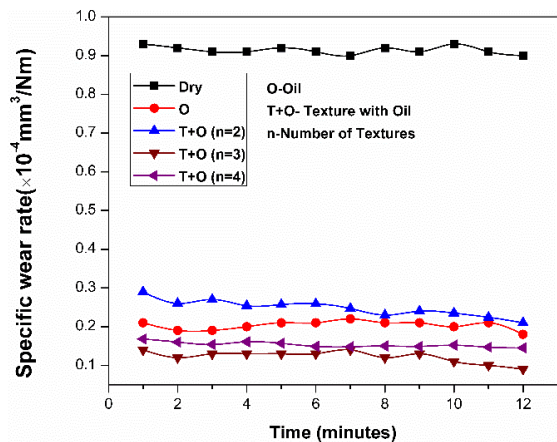 Specific wear rate(×10⁻⁴mm³/Nm)
1.0
0.9
0.8
0.7
0.6
0.5
0.4
0.3
0.2
0.1
Dry
O
T+O (n=2)
T+O (n=3)
T+O (n=4)
O-Oil
T+O- Texture with Oil
n-Number of Textures
0 2 4 6 8 10 12
Time (minutes)